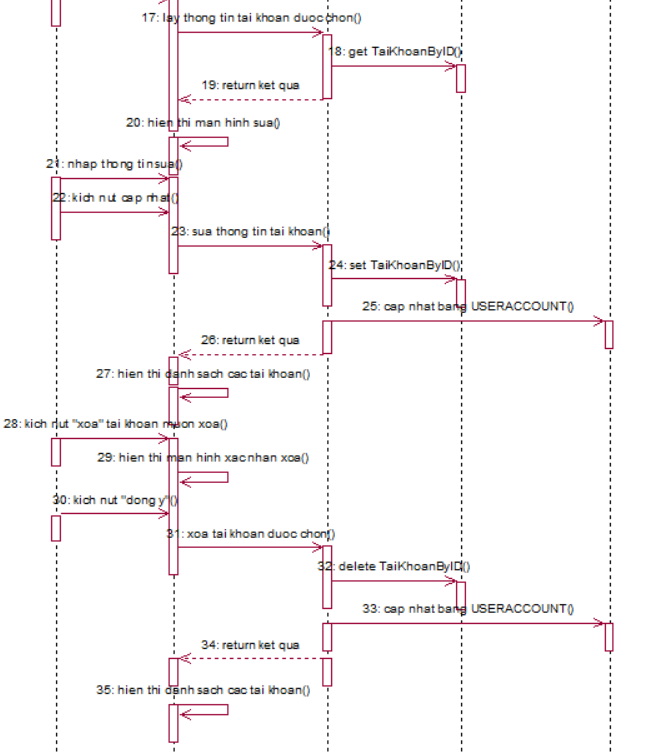 17: lay thong tin tai khoan duoc chon()
18: get TaiKhoanByID()
19: return ket qua
20: hien thi man hinh sua()
21: nhap thong tin sua()
22: kich nut cap nhat()
23: sua thong tin tai khoan()
24: set TaiKhoanByID()
25: cap nhat bang USERACCOUNT()
26: return ket qua
27: hien thi danh sach cac tai khoan()
28: kich nut "xoa" tai khoan muon xoa()
29: hien thi man hinh xac nhan xoa()
30: kich nut "dong y"()
31: xoa tai khoan duoc chon()
32: delete TaiKhoanByID()
33: cap nhat bang USERACCOUNT()
34: return ket qua
35: hien thi danh sach cac tai khoan()